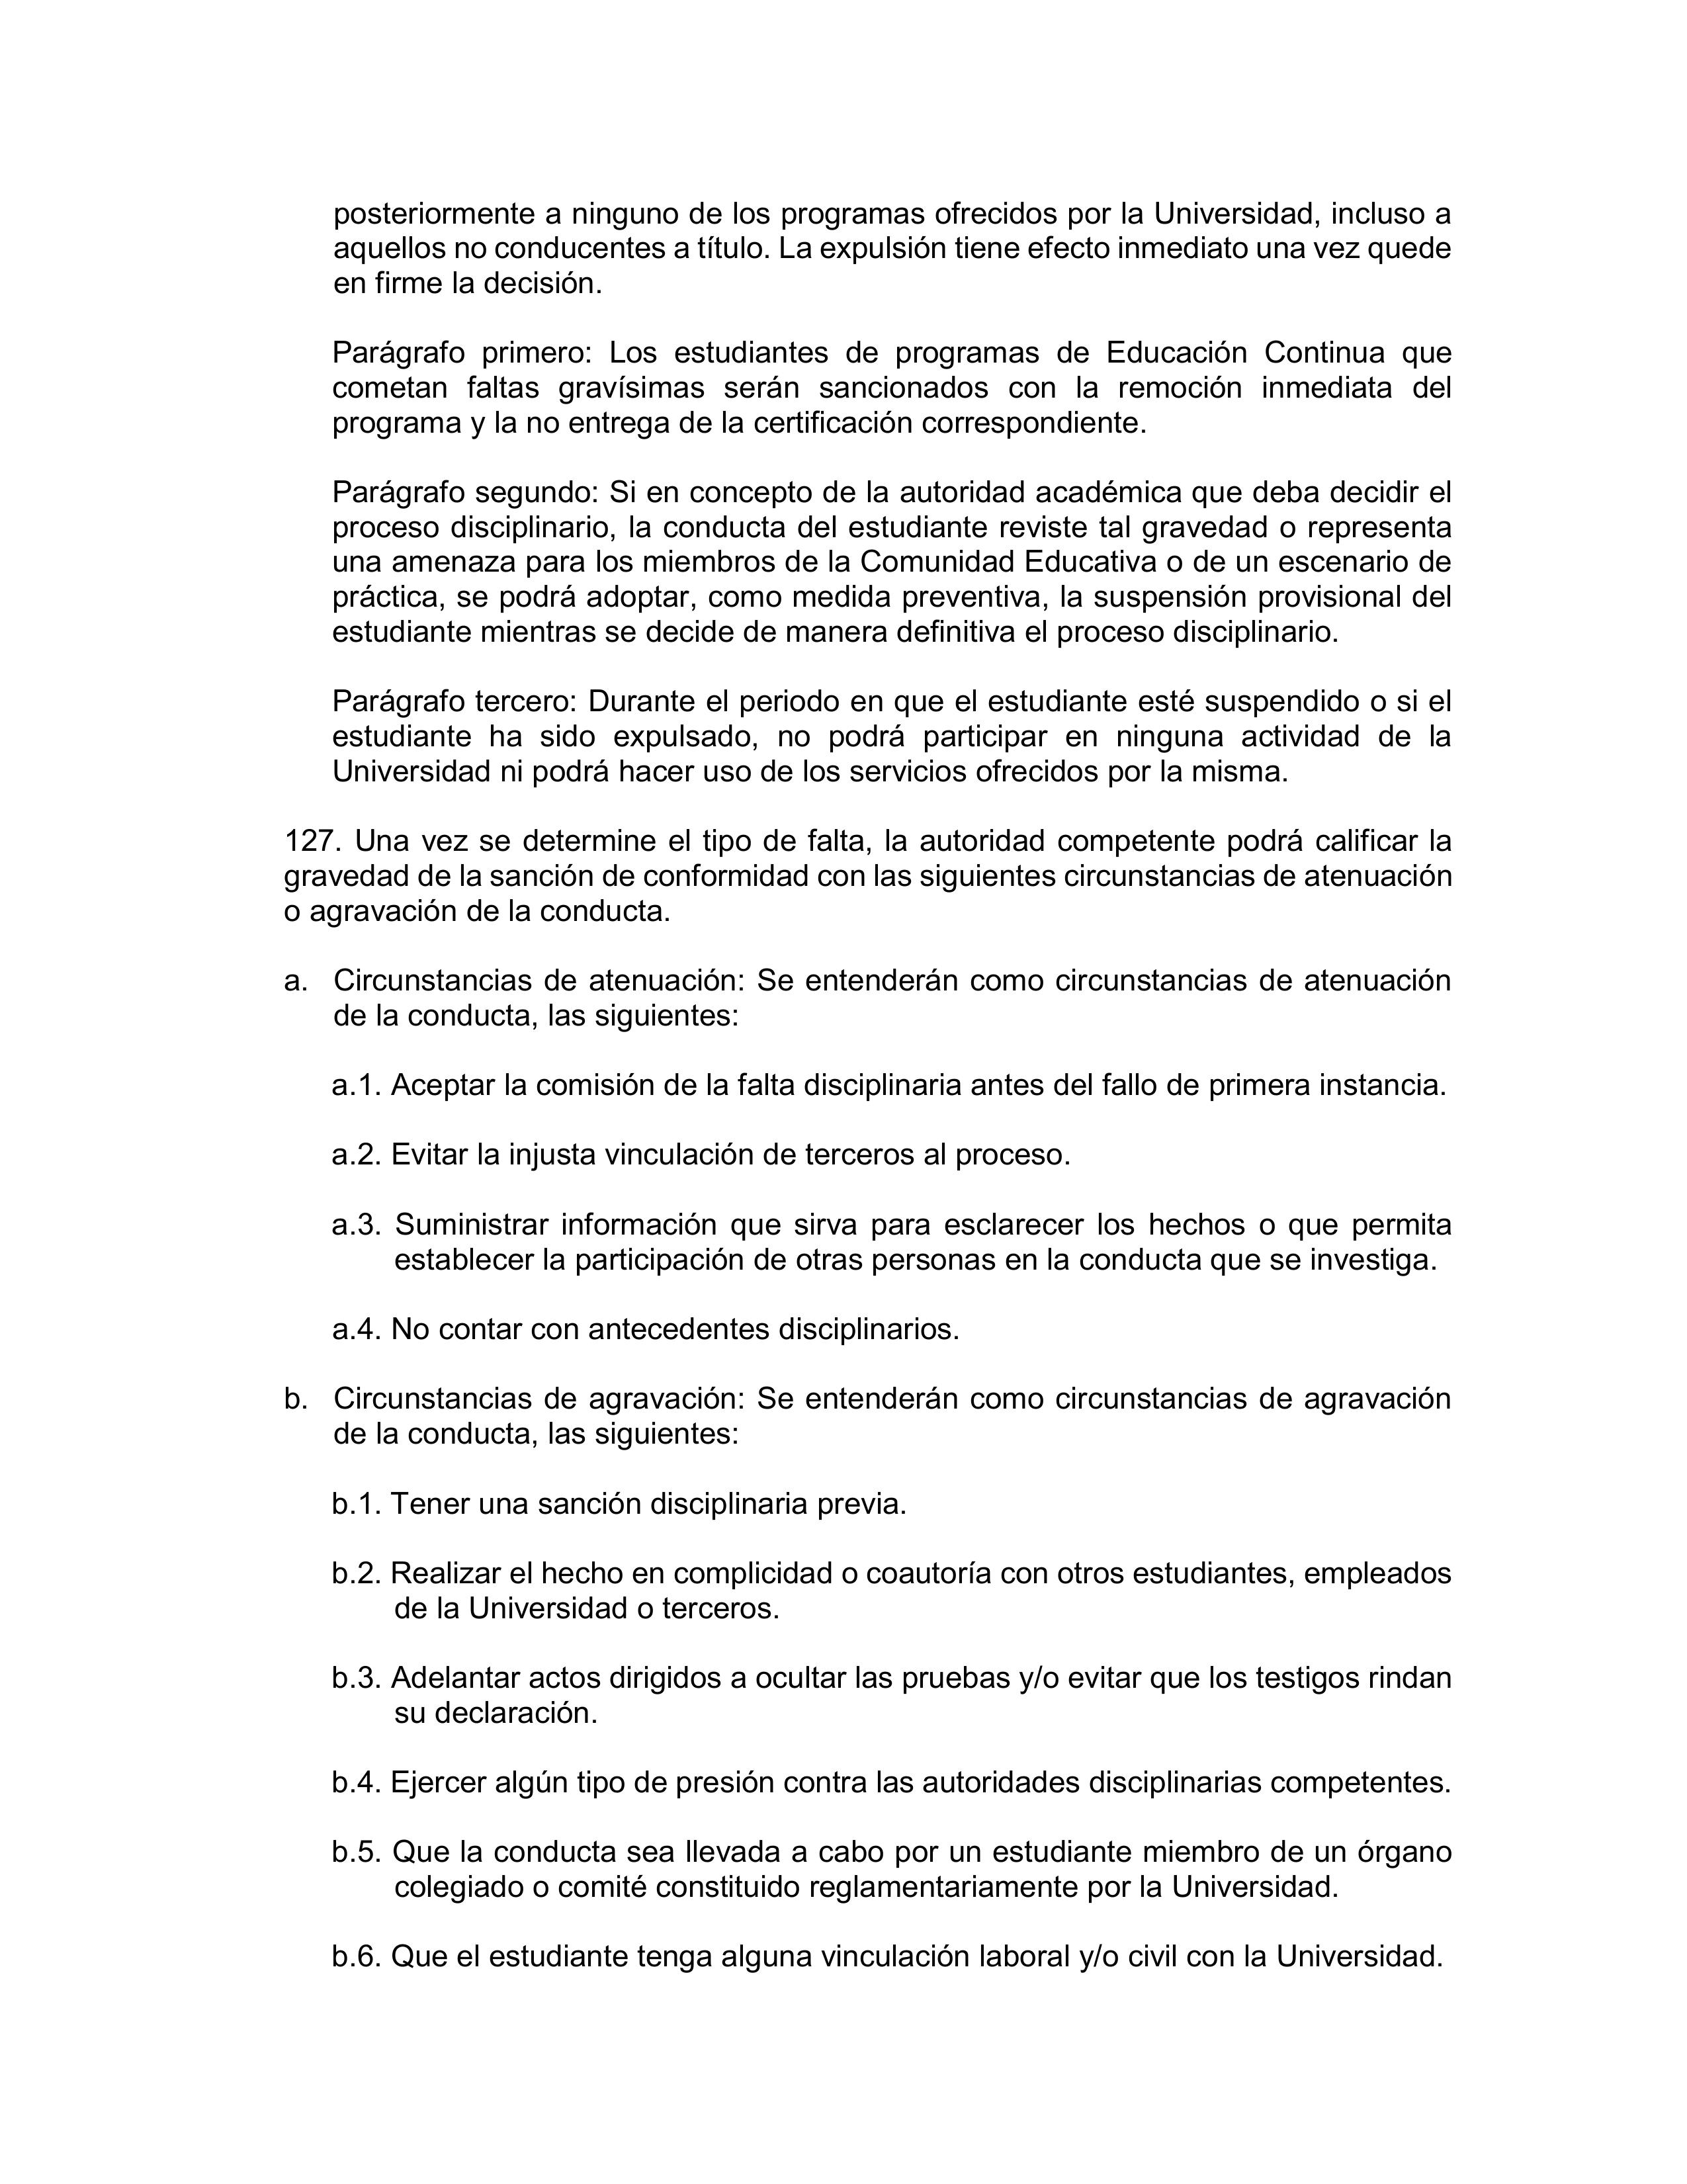 posteriormente a ninguno de los programas ofrecidos por la Universidad, incluso a
aquellos no conducentes a título. La expulsión tiene efecto inmediato una vez quede
en firme la decisión.
Parágrafo primero: Los estudiantes de programas de Educación Continua que
cometan faltas gravísimas serán sancionados con la remoción inmediata del
programa y la no entrega de la certificación correspondiente.
Parágrafo segundo: Si en concepto de la autoridad académica que deba decidir el
proceso disciplinario, la conducta del estudiante reviste tal gravedad o representa
una amenaza para los miembros de la Comunidad Educativa o de un escenario de
práctica, se podrá adoptar, como medida preventiva, la suspensión provisional del
estudiante mientras se decide de manera definitiva el proceso disciplinario.
Parágrafo tercero: Durante el periodo en que el estudiante esté suspendido o si el
estudiante ha sido expulsado, no podrá participar en ninguna actividad de la
Universidad ni podrá hacer uso de los servicios ofrecidos por la misma.
127. Una vez se determine el tipo de falta, la autoridad competente podrá calificar la
gravedad de la sanción de conformidad con las siguientes circunstancias de atenuación
o agravación de la conducta.
a. Circunstancias de atenuación: Se entenderán como circunstancias de atenuación
de la conducta, las siguientes:
a.1. Aceptar la comisión de la falta disciplinaria antes del fallo de primera instancia.
a.2. Evitar la injusta vinculación de terceros al proceso.
a.3. Suministrar información que sirva para esclarecer los hechos o que permita
establecer la participación de otras personas en la conducta que se investiga.
a.4. No contar con antecedentes disciplinarios.
b. Circunstancias de agravación: Se entenderán como circunstancias de agravación
de la conducta, las siguientes:
b.1. Tener una sanción disciplinaria previa.
b.2. Realizar el hecho en complicidad o coautoría con otros estudiantes, empleados
de la Universidad o terceros.
b.3. Adelantar actos dirigidos a ocultar las pruebas y/o evitar que los testigos rindan
su declaración.
b.4. Ejercer algún tipo de presión contra las autoridades disciplinarias competentes.
b.5. Que la conducta sea llevada a cabo por un estudiante miembro de un órgano
colegiado o comité constituido reglamentariamente por la Universidad.
b.6. Que el estudiante tenga alguna vinculación laboral y/o civil con la Universidad.